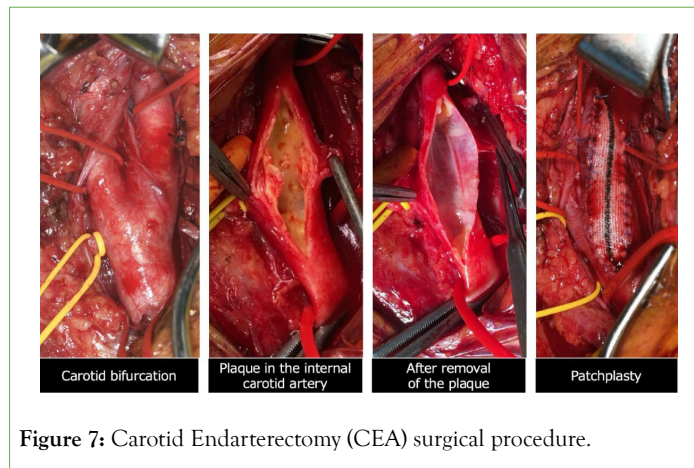 Carotid bifurcation
Plaque in the internal
carotid artery
After removal
of the plaque
Patchplasty
Figure 7: Carotid Endarterectomy (CEA) surgical procedure.